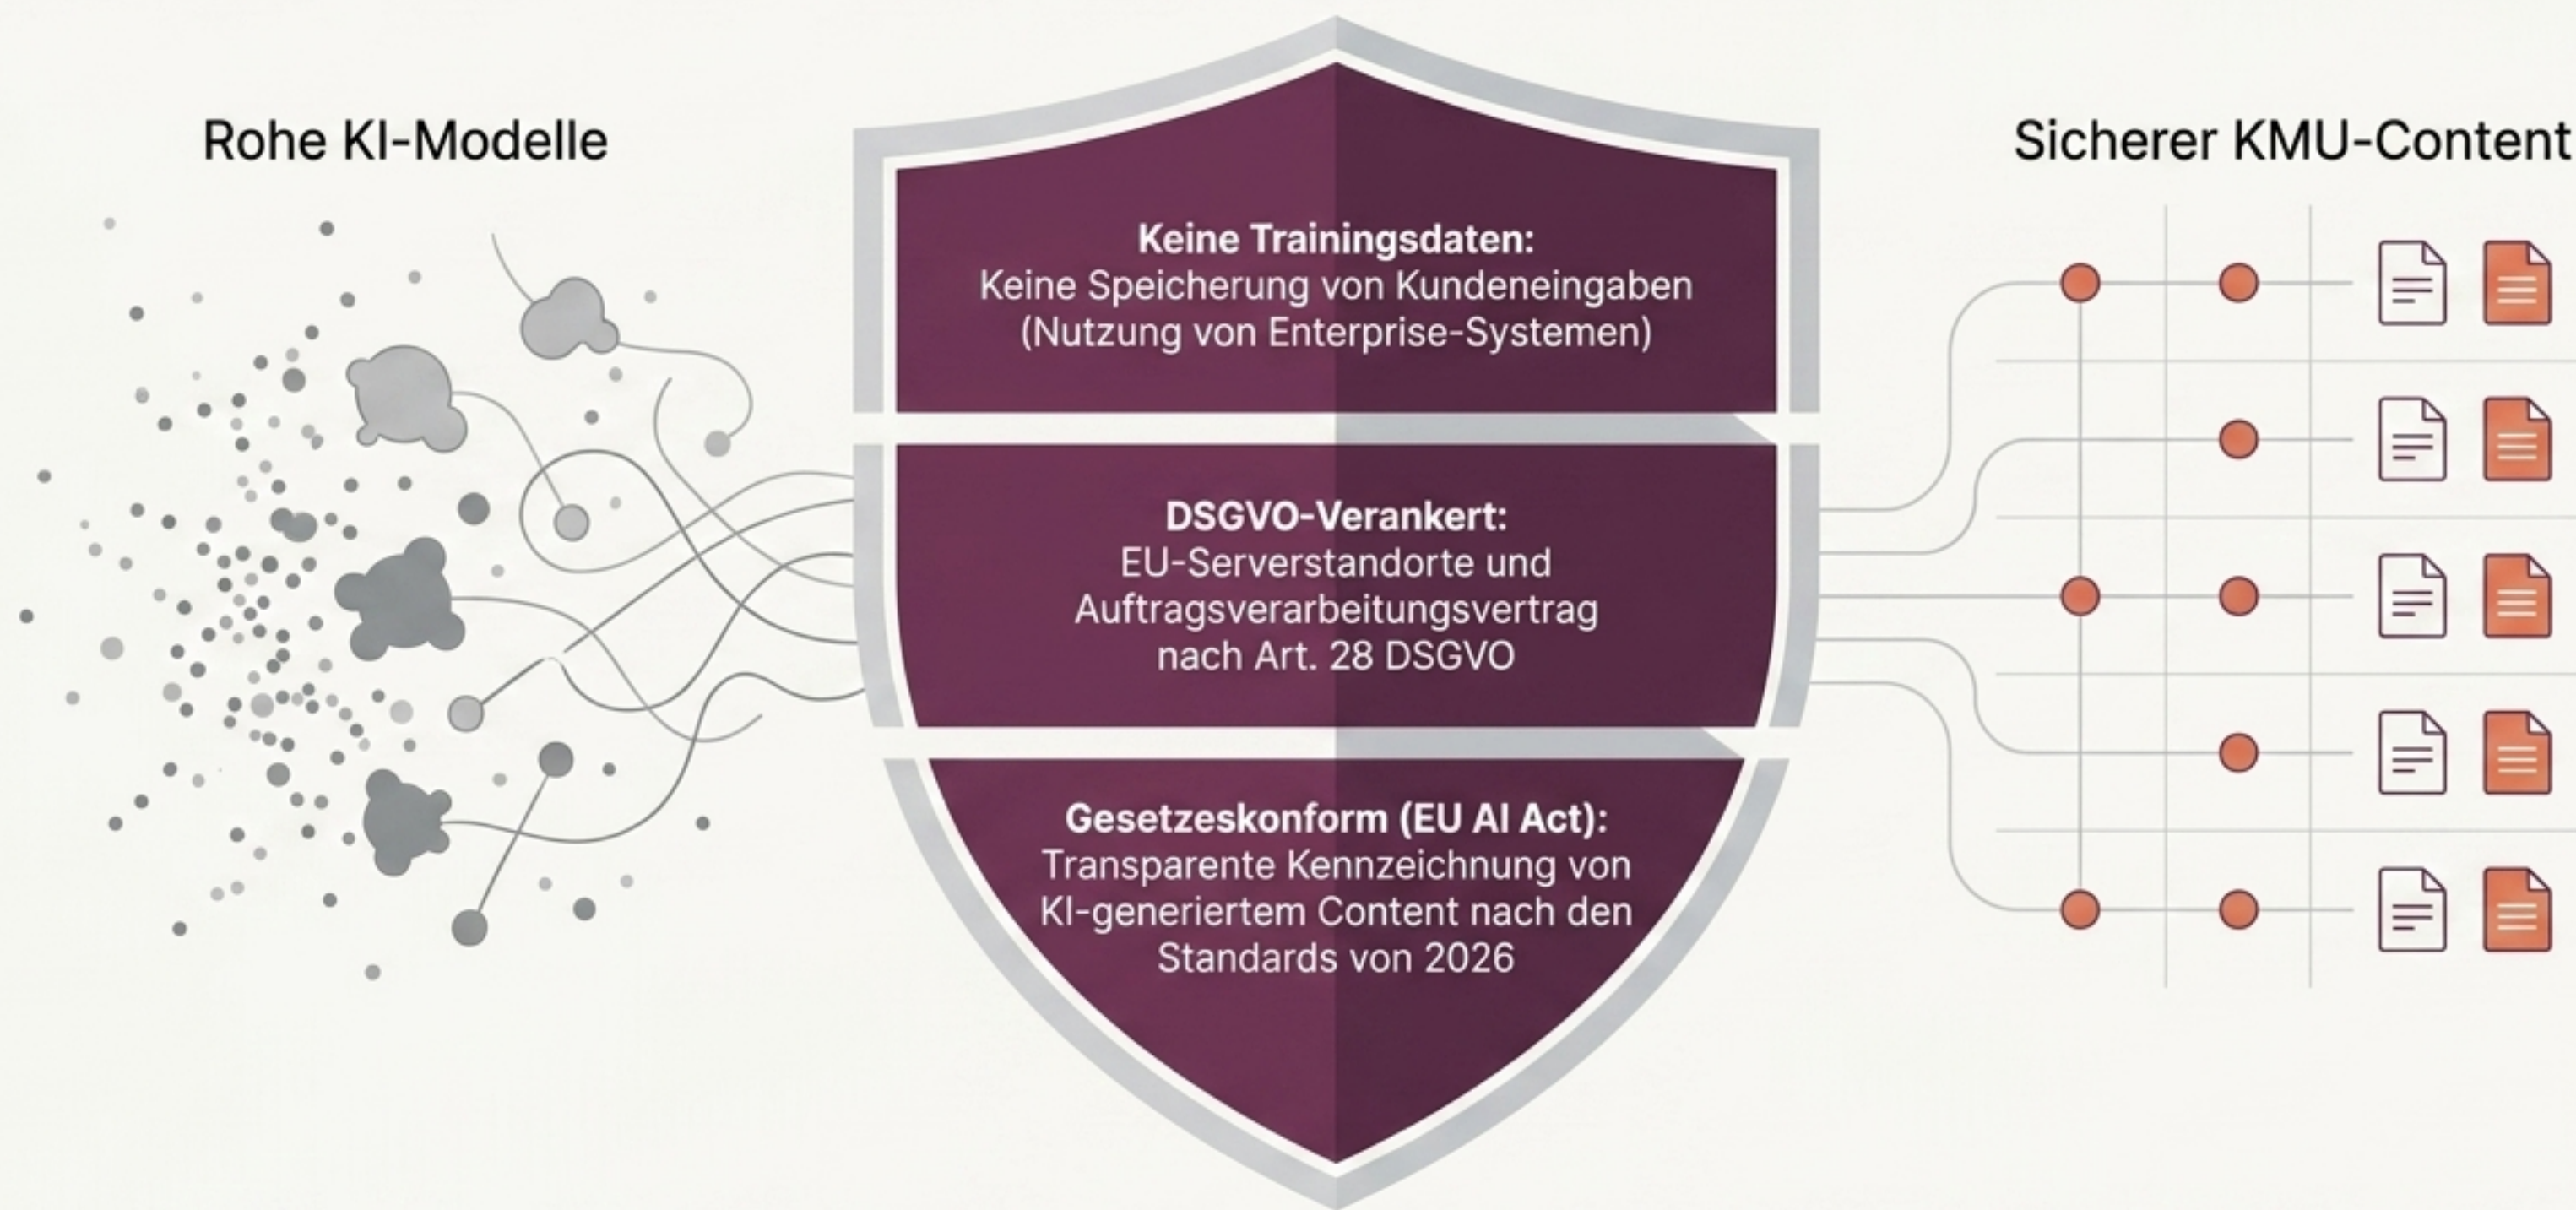 Rohe KI-Modelle
Keine Trainingsdaten:
Keine Speicherung von Kundeneingaben
(Nutzung von Enterprise-Systemen)
DSGVO-Verankert:
EU-Serverstandorte und
Auftragsverarbeitungsvertrag
nach Art. 28 DSGVO
Gesetzeskonform (EU AI Act):
Transparente Kennzeichnung von
KI-generiertem Content nach den
Standards von 2026
Sicherer KMU-Content